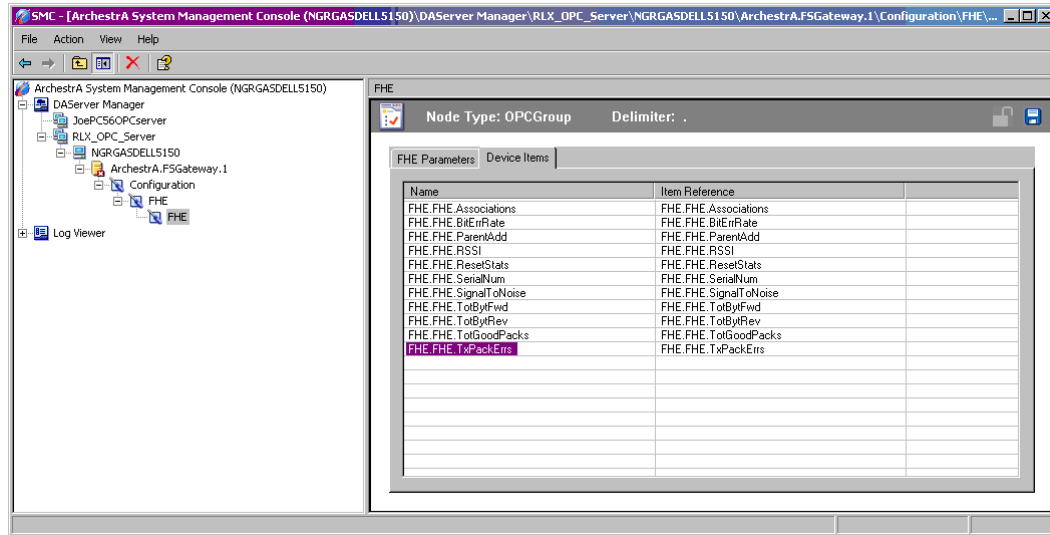 SMC - [ArchestrA System Management Console (NGRGASDELL5150)\DAServer Manager\RLX_OPC_Server\NGRGASDELL5150\ArchestrA.FSGateway.1\Configuration\FHE\...
File Action View Help
ArchestrA System Management Console (NGRGASDELL5150)
DAServer Manager
JoePC56OPCserver
RLX_OPC_Server
NGRGASDELL5150
ArchestrA.FSGateway.1
Configuration
FHE
FHE
Log Viewer
FHE
Node Type: OPCGroup Delimiter: .
FHE Parameters Device Items
Name Item Reference
FHE.FHE.Associations FHE.FHE.Associations
FHE.FHE.BitErrRate FHE.FHE.BitErrRate
FHE.FHE.ParentAdd FHE.FHE.ParentAdd
FHE.FHE.RSSI FHE.FHE.RSSI
FHE.FHE.ResetStats FHE.FHE.ResetStats
FHE.FHE.SerialNum FHE.FHE.SerialNum
FHE.FHE.SignalToNoise FHE.FHE.SignalToNoise
FHE.FHE.TotBytFwd FHE.FHE.TotBytFwd
FHE.FHE.TotBytRev FHE.FHE.TotBytRev
FHE.FHE.TotGoodPacks FHE.FHE.TotGoodPacks
FHE.FHE.TxPackErrs FHE.FHE.TxPackErrs